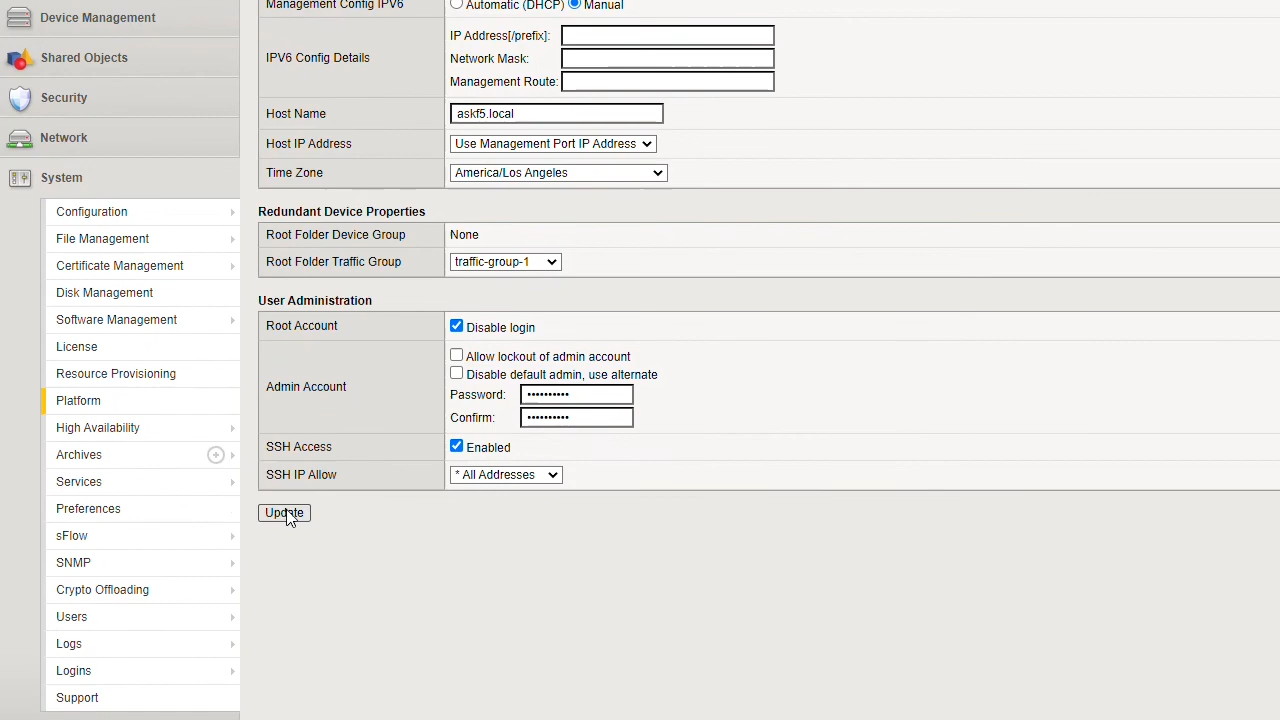 Device Management
Shared Objects
Security
Network
System
Configuration
File Management
Certificate Management
Disk Management
Software Management
License
Resource Provisioning
Platform
High Availability
Archives
Services
Preferences
sFlow
SNMP
Crypto Offloading
Users
Logs
Logins
Support
Management Config IPV6 Automatic (DHCP) Manual
IPV6 Config Details
IP Address[/prefix]:
Network Mask:
Management Route:
Host Name askf5.local
Host IP Address Use Management Port IP Address
Time Zone America/Los Angeles
Redundant Device Properties
Root Folder Device Group None
Root Folder Traffic Group traffic-group-1
User Administration
Root Account Disable login
Admin Account
Allow lockout of admin account
Disable default admin, use alternate
Password: ••••••••••
Confirm: ••••••••••
SSH Access Enabled
SSH IP Allow * All Addresses
Update